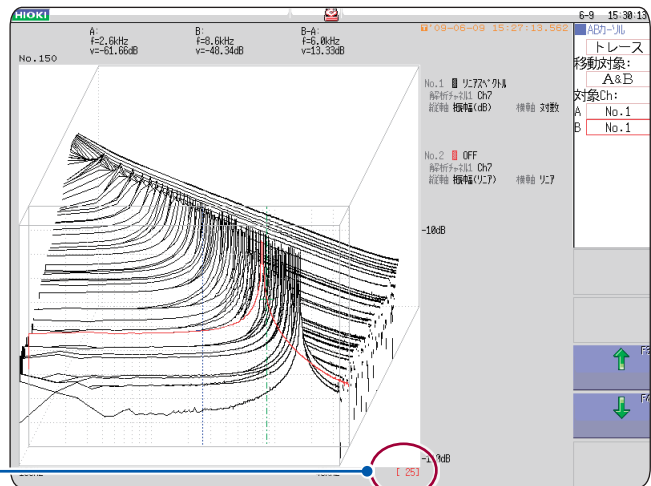 HIOKI
6-9 15:30:13
A:
f=2.6kHz
v=-61.66dB
B:
f=8.6kHz
v=-48.34dB
B-A:
f=6.0kHz
v=13.33dB
'09-06-09 15:27:13.562
No.150
No.1 リニアスペクトル
解析チャネル1 Ch7
縦軸 振幅(dB) 横軸 対数
No.2 OFF
解析チャネル1 Ch7
縦軸 振幅(リニア) 横軸 リニア
-10dB
[ 25]
ABカーソル
トレース
移動対象:
A&B
対象Ch:
A No.1
B No.1